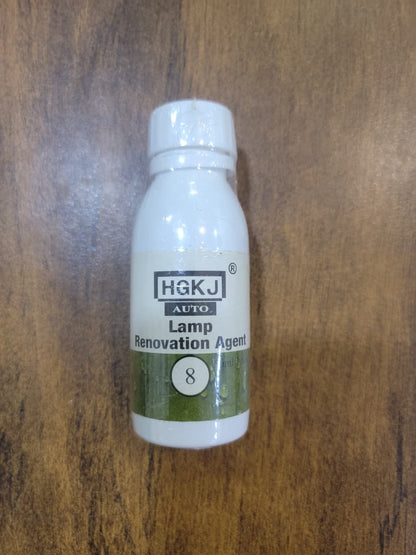 HGKJ ®
AUTO.
Lamp
Renovation Agent
8